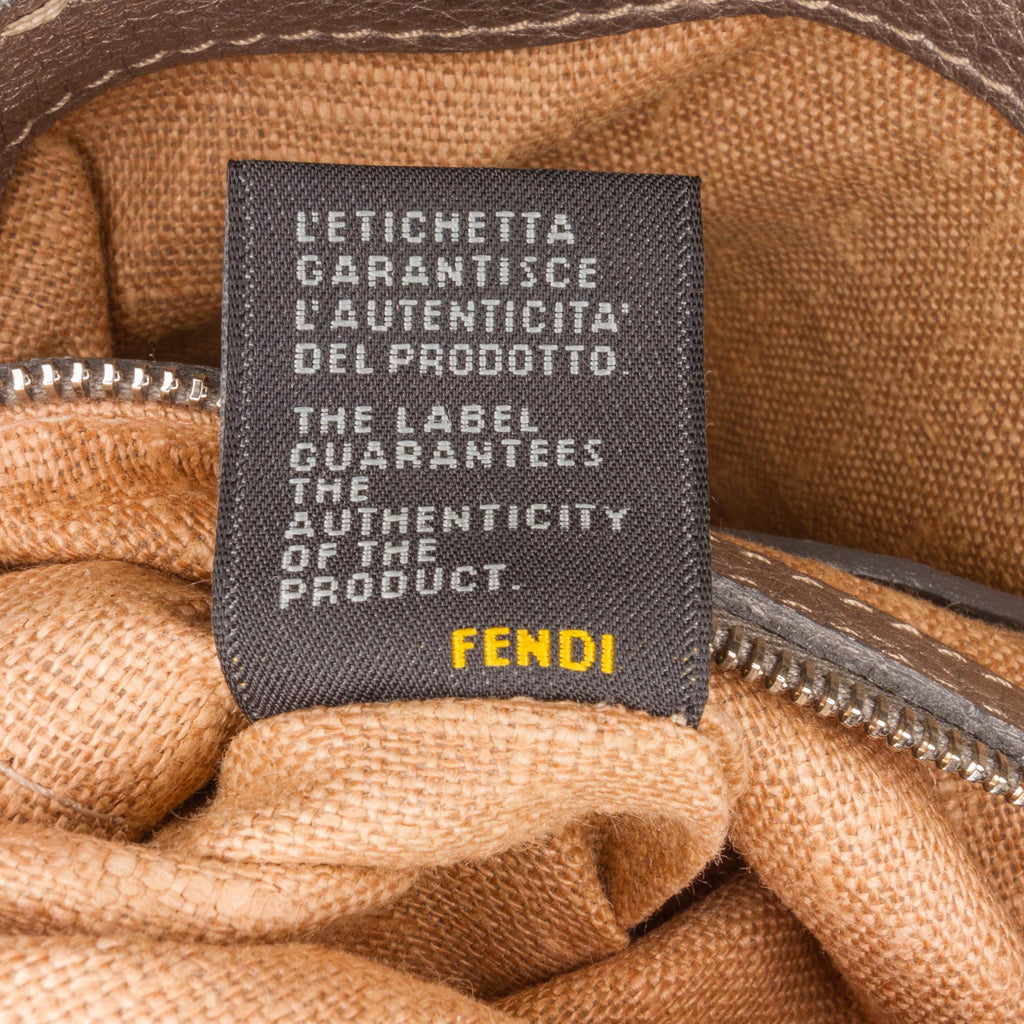 L'ETICHETTA
GARANTISCE
L'AUTENTICITA'
DEL PRODOTTO.
THE LABEL
GUARANTEES
THE
AUTHENTICITY
OF THE
PRODUCT.
FENDI